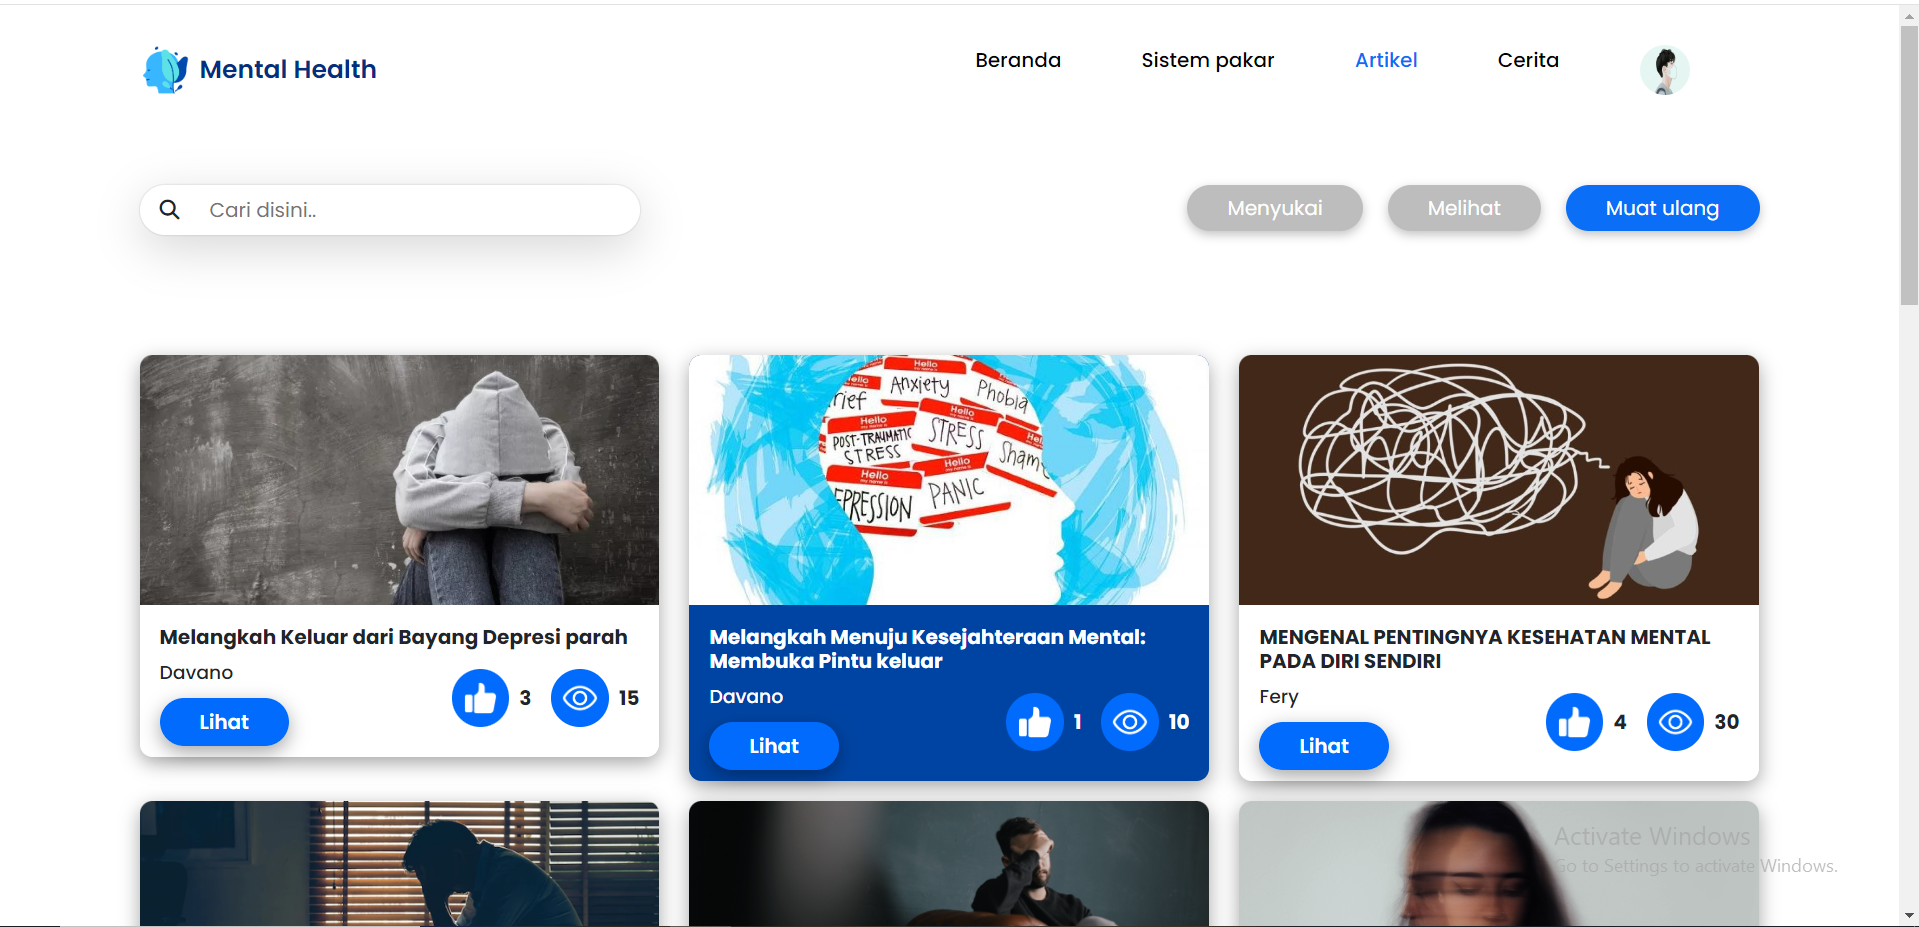 Mental Health
Beranda
Sistem pakar
Artikel
Cerita
Cari disini..
Menyukai
Melihat
Muat ulang
Hello
Anxiety
Hello
Phobia
Hello
POST-TRAUMATIC
STRESS
Hello
STRESS
Hello
PANIC
Hello
Melangkah Keluar dari Bayang Depresi parah
Davano
3
15
Lihat
Melangkah Menuju Kesejahteraan Mental:
Membuka Pintu keluar
Davano
1
10
Lihat
MENGENAL PENTINGNYA KESEHATAN MENTAL
PADA DIRI SENDIRI
Fery
4
30
Lihat
Activate Windows
Go to Settings to activate Windows.